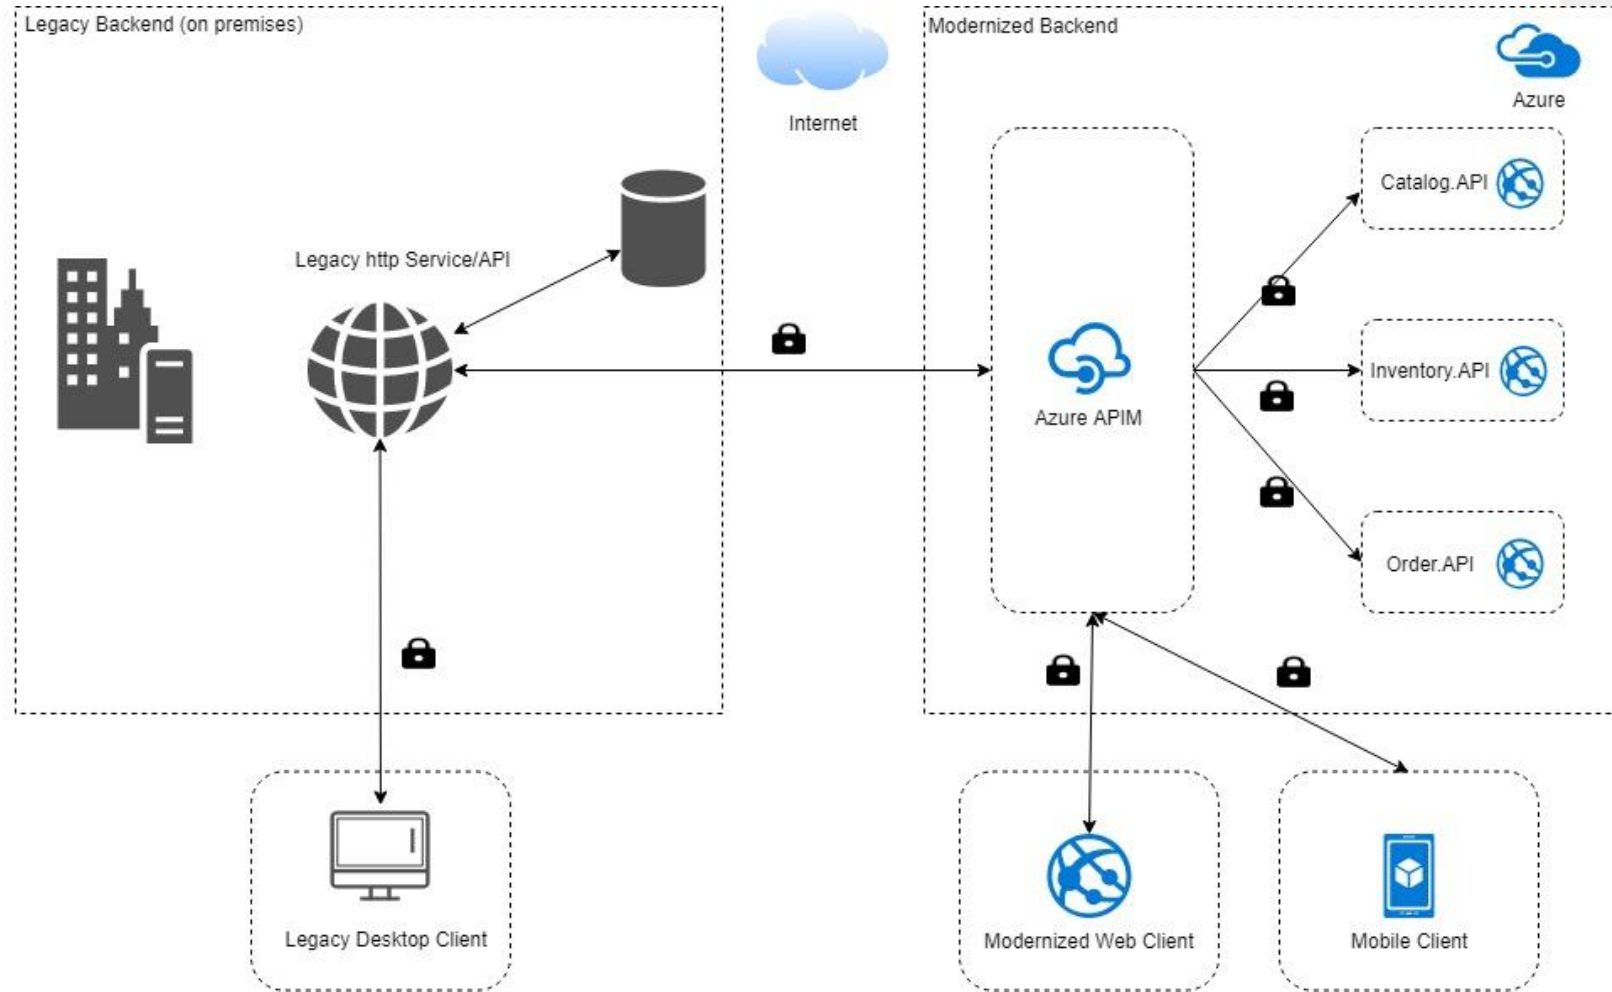 Legacy Backend (on premises)
Internet
Modernized Backend
Azure
Catalog.API
Legacy http Service/API
Inventory.API
Azure APIM
Order.API
Legacy Desktop Client
Modernized Web Client
Mobile Client